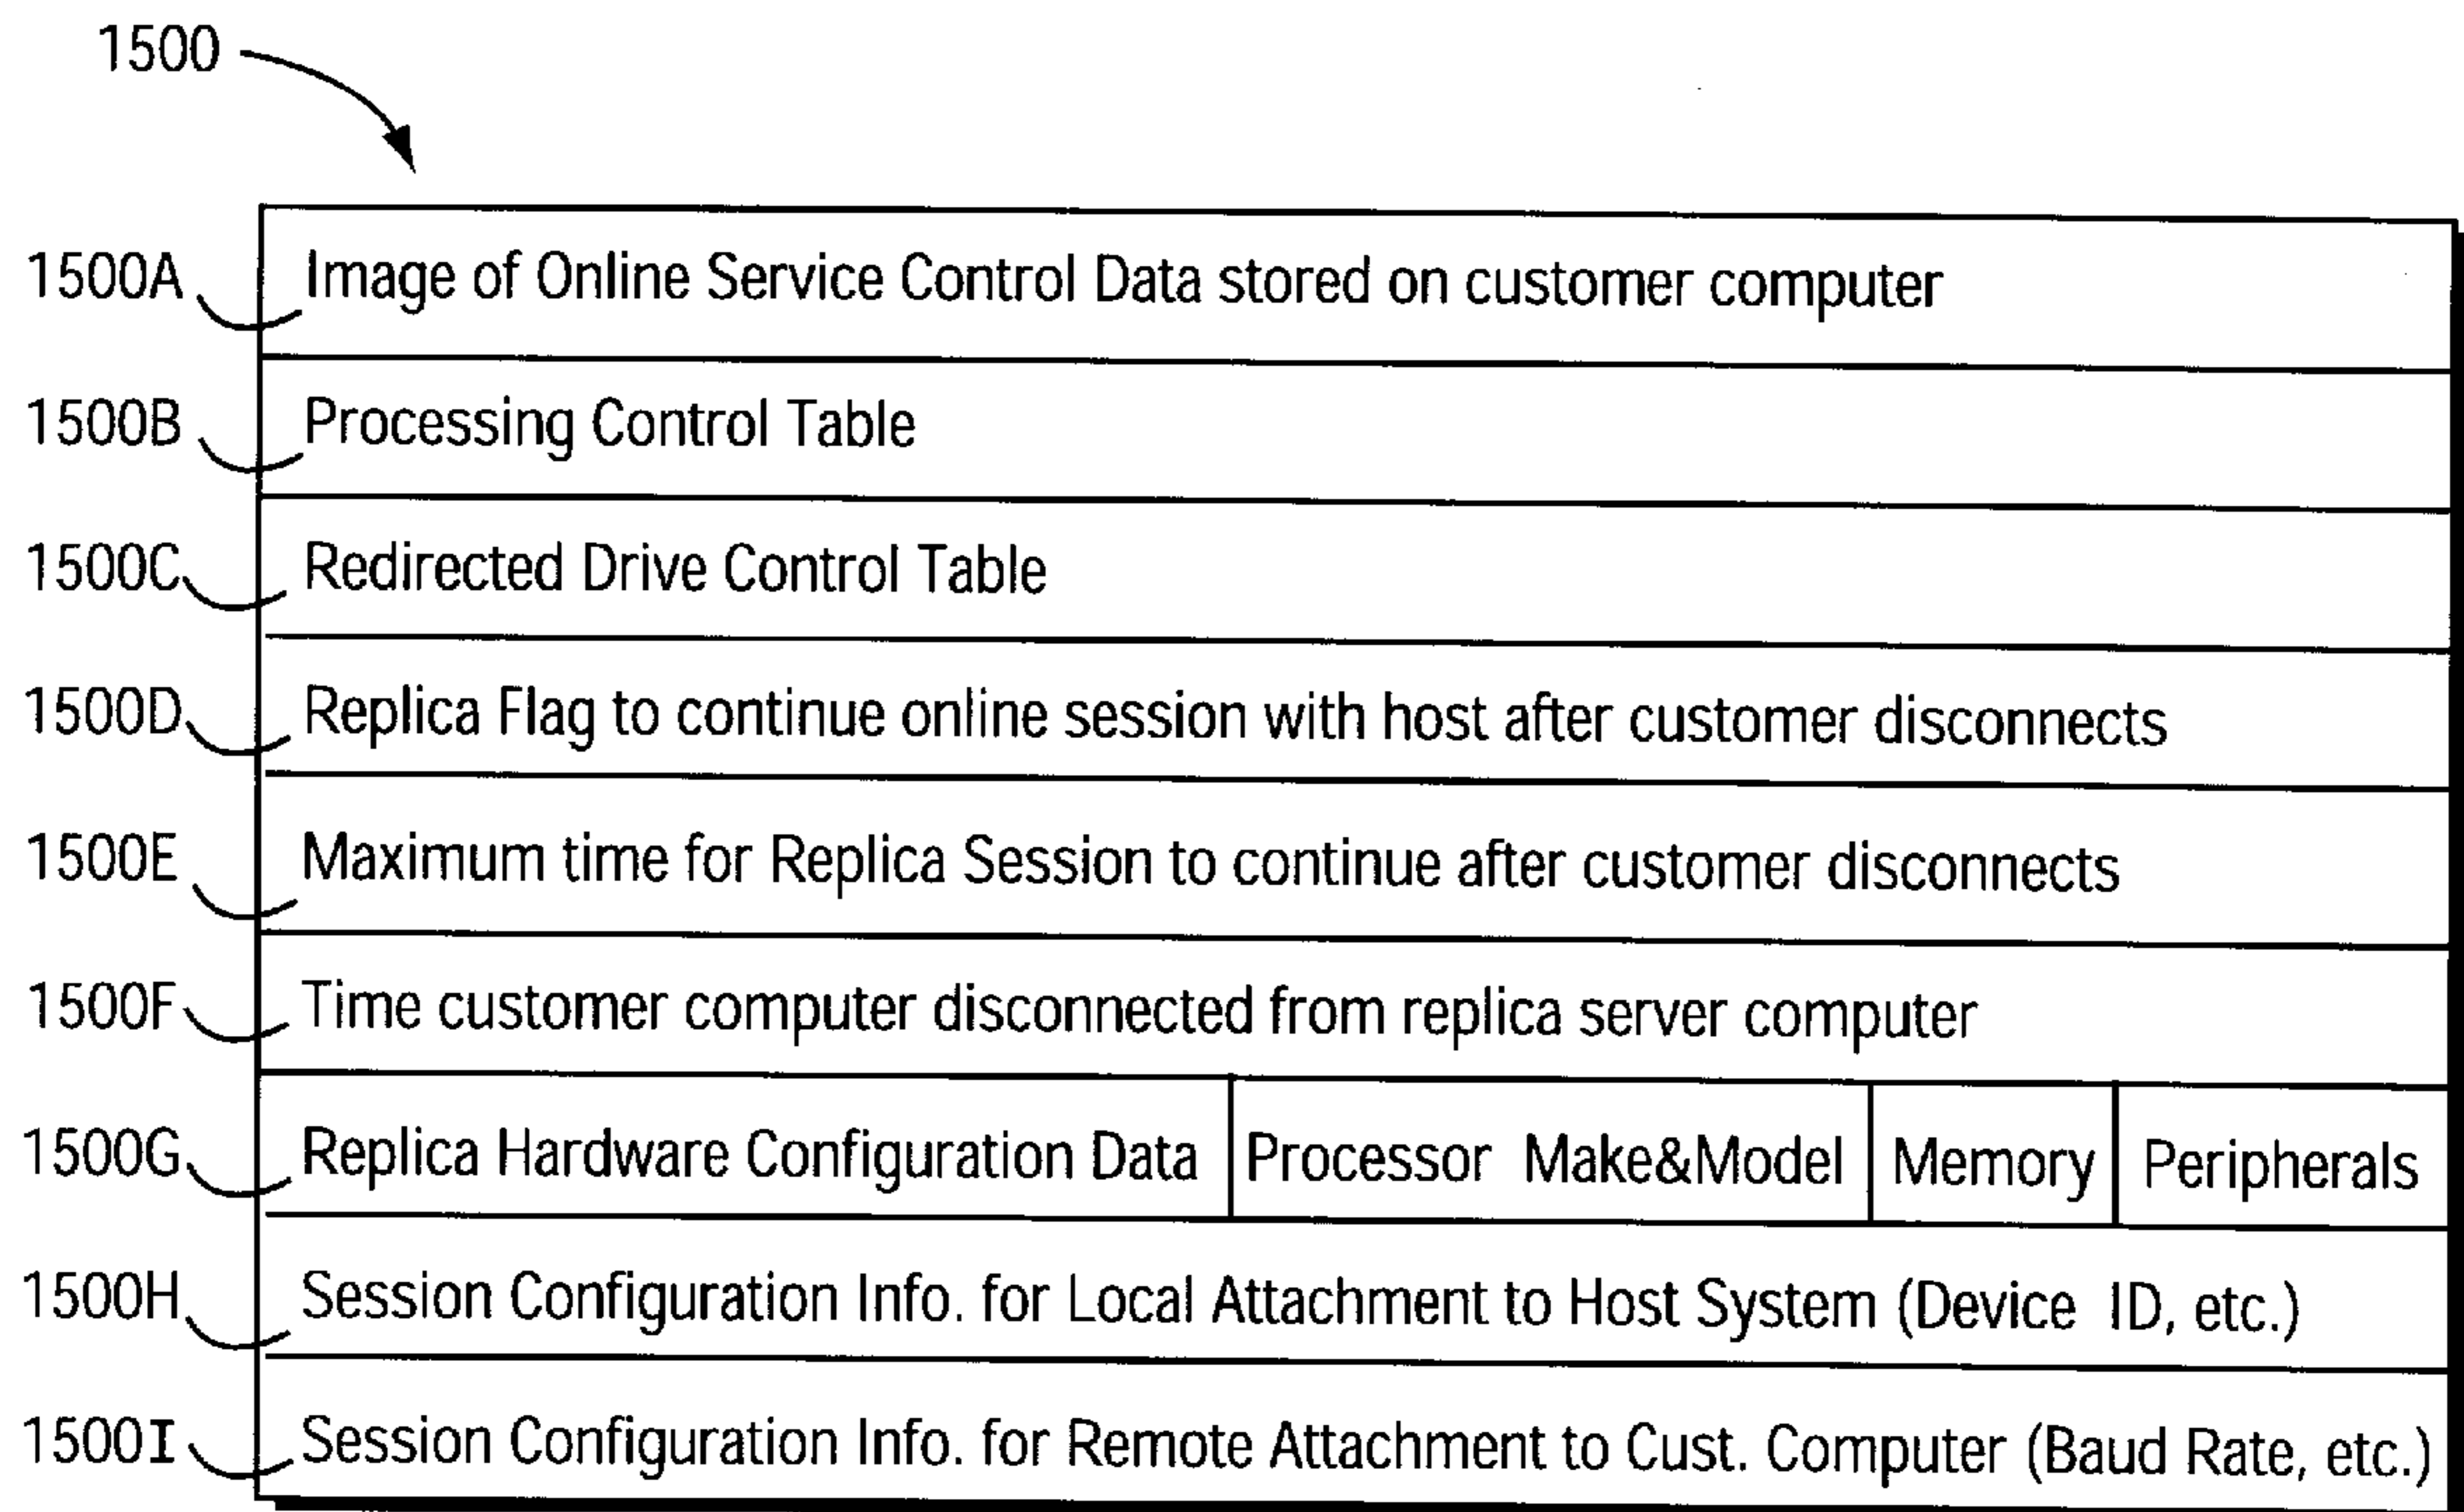 1500
1500A Image of Online Service Control Data stored on customer computer
1500B Processing Control Table
1500C Redirected Drive Control Table
1500D Replica Flag to continue online session with host after customer disconnects
1500E Maximum time for Replica Session to continue after customer disconnects
1500F Time customer computer disconnected from replica server computer
1500G Replica Hardware Configuration Data Processor Make&Model Memory Peripherals
1500H Session Configuration Info. for Local Attachment to Host System (Device ID, etc.)
1500I Session Configuration Info. for Remote Attachment to Cust. Computer (Baud Rate, etc.)